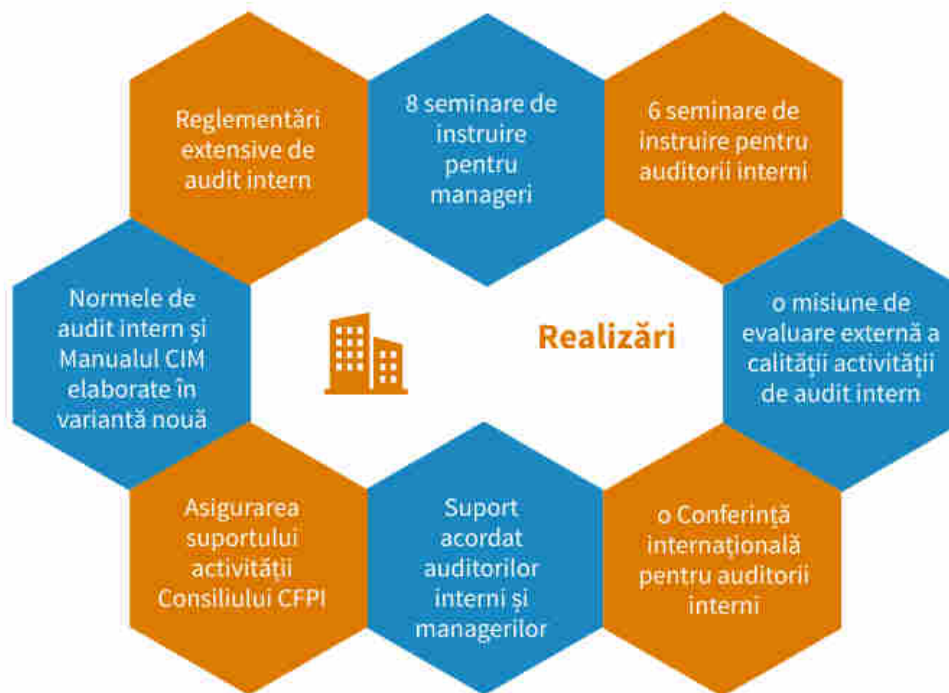 Reglementări
extensive de
audit intern
8 seminare de
instruire
pentru
manageri
6 seminare de
instruire pentru
auditorii interni
Normele de
audit intern și
Manualul CIM
elaborate în
variantă nouă
Realizări
o misiune de
evaluare externă a
calității activității
de audit intern
Asigurarea
suportului
activității
Consiliului CFPI
Suport
acordat
auditorilor
interni și
managerilor
o Conferință
internațională
pentru auditorii
interni